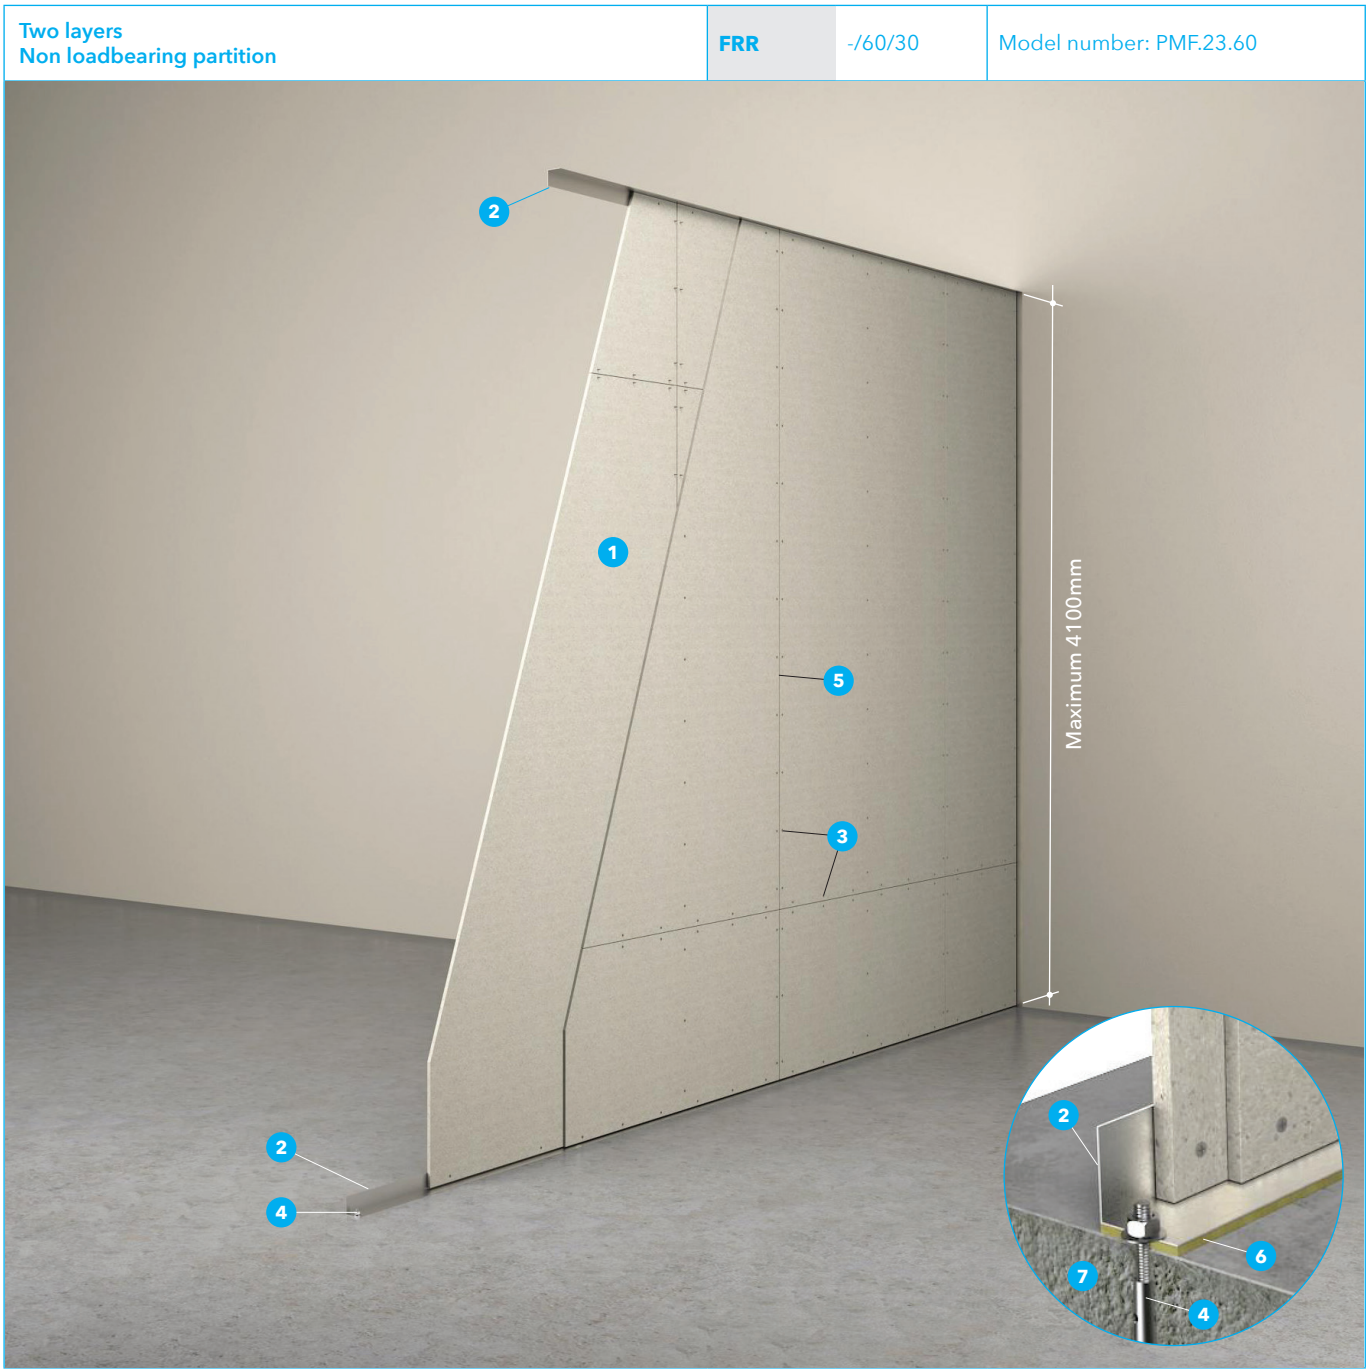 Two layers
Non loadbearing partition
FRR
-/60/30
Model number: PMF.23.60
2
1
5
3
Maximum 4100mm
2
4
2
6
7
4